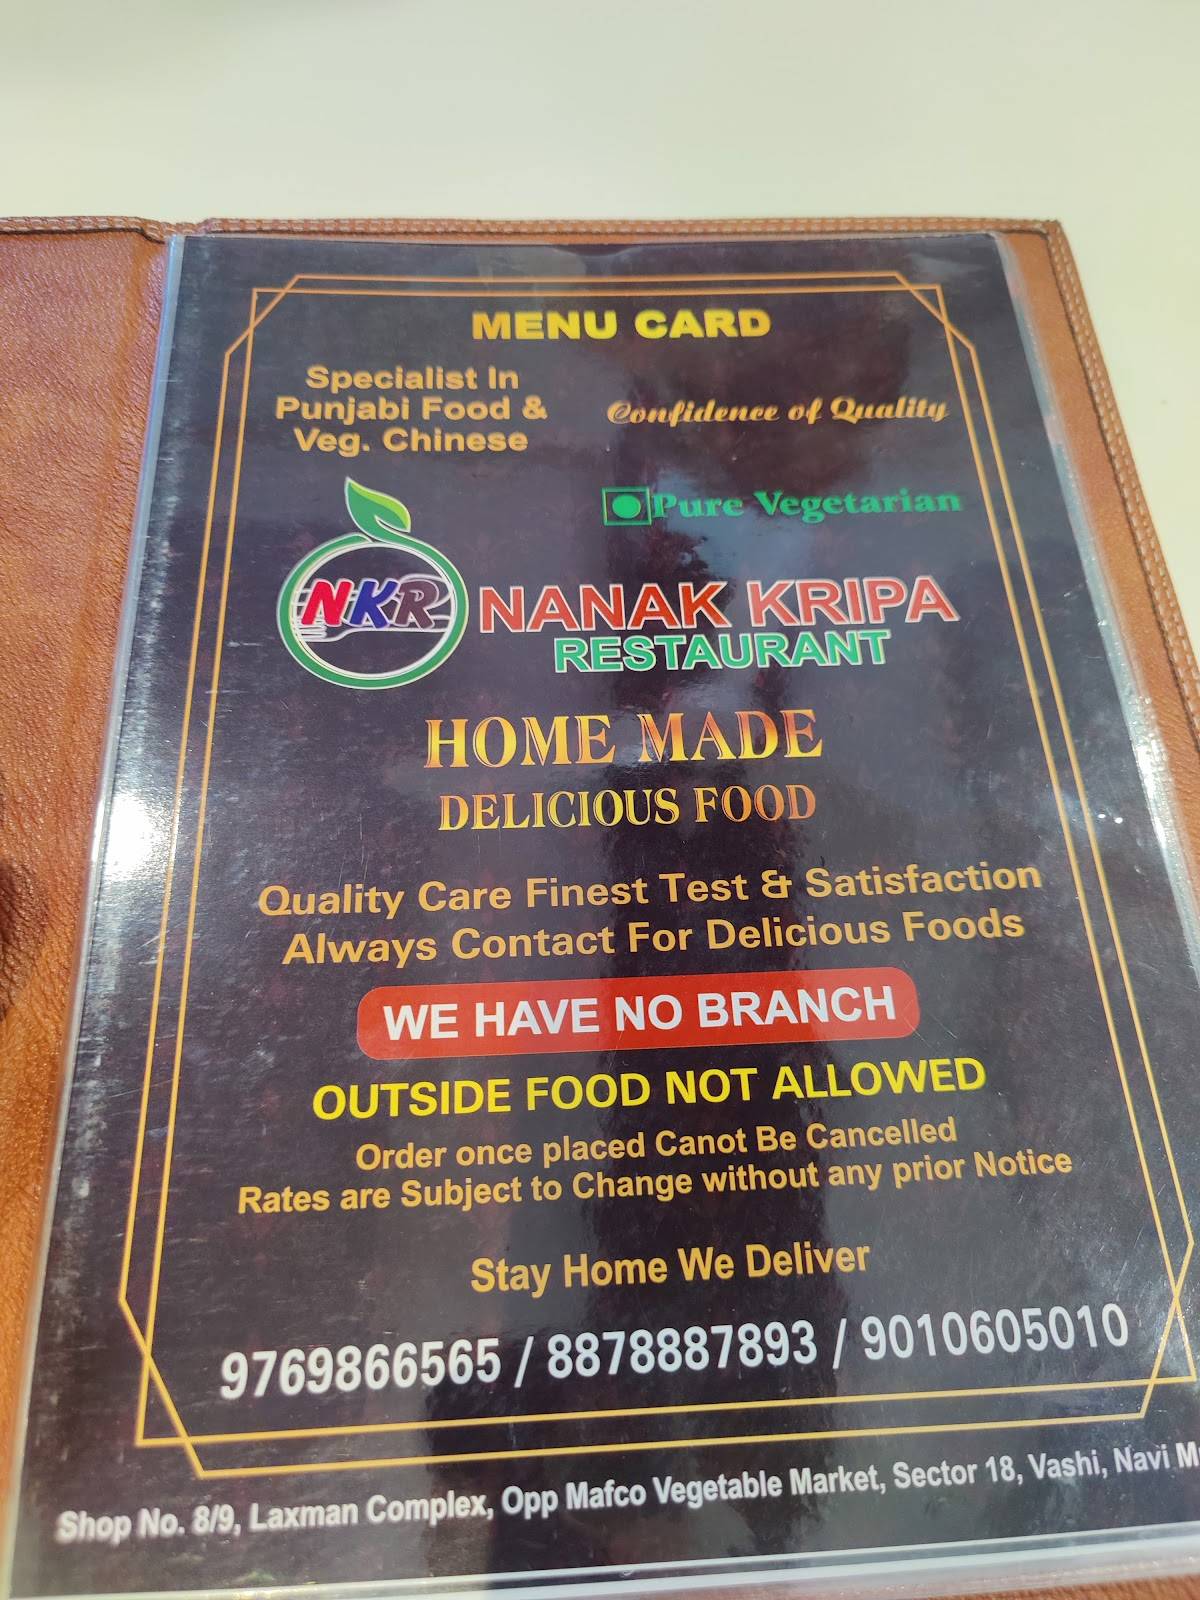 MENU CARD
Specialist In
Punjabi Food &
Veg. Chinese
Confidence of Quality
Pure Vegetarian
NKR
NANAK KRIPA
RESTAURANT
HOME MADE
DELICIOUS FOOD
Quality Care Finest Test & Satisfaction
Always Contact For Delicious Foods
WE HAVE NO BRANCH
OUTSIDE FOOD NOT ALLOWED
Order once placed Canot Be Cancelled
Rates are Subject to Change without any prior Notice
Stay Home We Deliver
9769866565 / 8878887893 / 9010605010
Shop No. 8/9, Laxman Complex, Opp Mafco Vegetable Market, Sector 18, Vashi, Navi